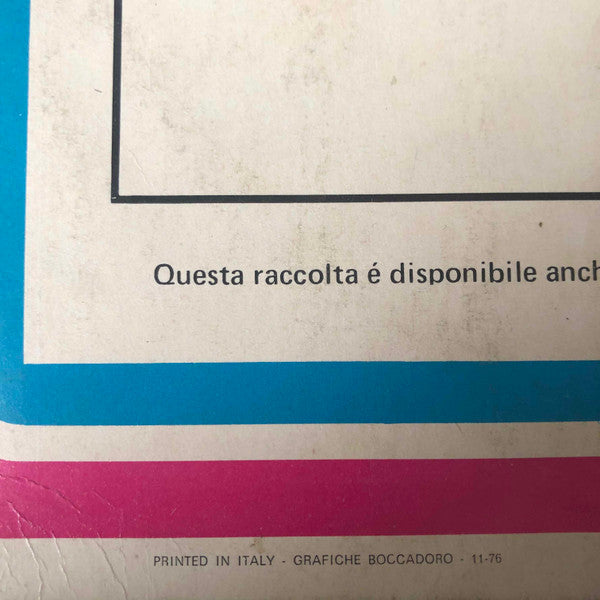 Questa raccolta é disponibile anch
PRINTED IN ITALY - GRAFICHE BOCCADORO - 11-76